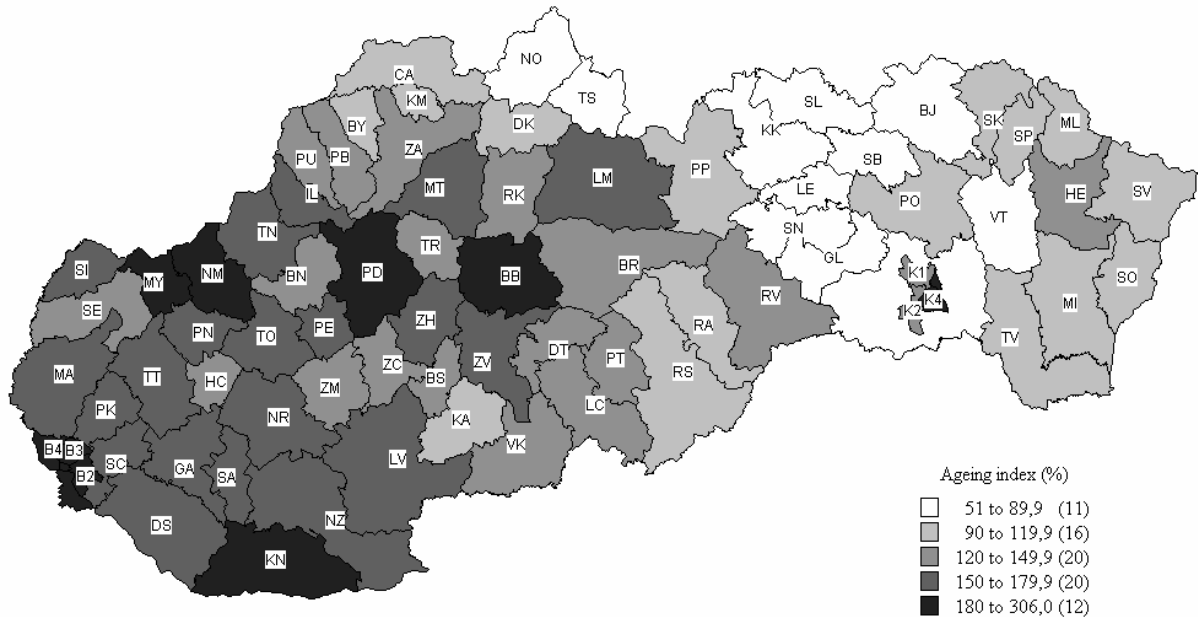 NO
CA
TS
KM
SL
BJ
BY
DK
KK
SK
SP
ML
PU
PB
ZA
SB
PP
IL
MT
RK
LM
LE
PO
HE
SV
VT
TN
SN
TR
GL
SI
MY
NM
BN
PD
BB
BR
K1
SO
RV
K4
MI
SE
K2
PN
TO
PE
ZH
RA
TV
MA
TT
HC
ZM
ZC
BS
ZV
DT
PT
RS
PK
NR
KA
LC
B4
B3
VK
SC
GA
SA
LV
B2
DS
NZ
KN
Ageing index (%)
51 to 89,9 (11)
90 to 119,9 (16)
120 to 149,9 (20)
150 to 179,9 (20)
180 to 306,0 (12)